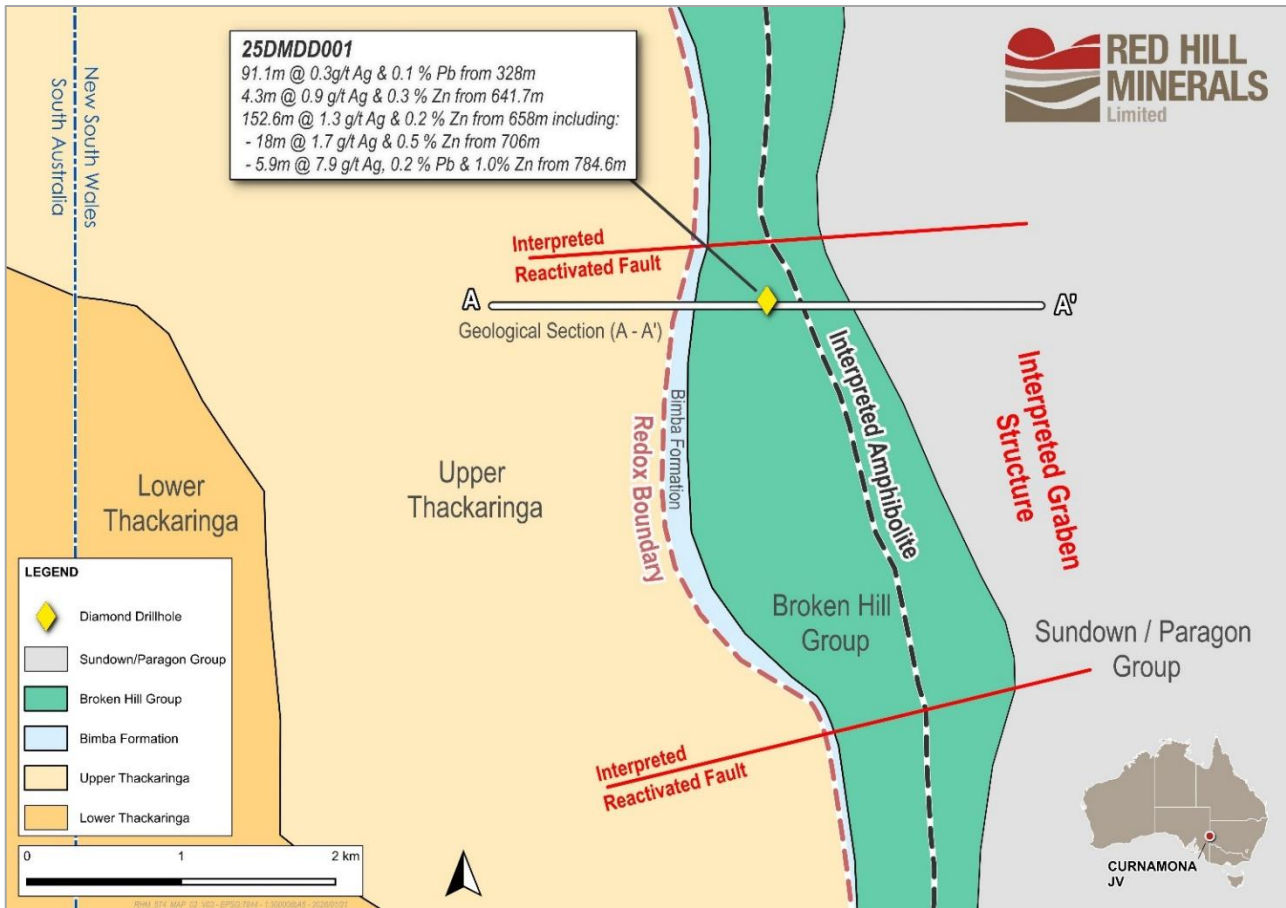 25DMDD001
91.1m @ 0.3g/t Ag & 0.1 % Pb from 328m
4.3m @ 0.9 g/t Ag & 0.3 % Zn from 641.7m
152.6m @ 1.3 g/t Ag & 0.2 % Zn from 658m including:
- 18m @ 1.7 g/t Ag & 0.5 % Zn from 706m
- 5.9m @ 7.9 g/t Ag, 0.2 % Pb & 1.0% Zn from 784.6m
RED HILL
MINERALS
Limited
New South Wales
South Australia
Interpreted
Reactivated Fault
A
A'
Geological Section (A - A')
Bimba Formation
Redox Boundary
Interpreted Amphibolite
Interpreted Graben
Structure
Lower
Thackaringa
Upper
Thackaringa
Broken Hill
Group
Sundown / Paragon
Group
Interpreted
Reactivated Fault
LEGEND
Diamond Drillhole
Sundown/Paragon Group
Broken Hill Group
Bimba Formation
Upper Thackaringa
Lower Thackaringa
0 1 2 km
CURNAMONA
JV